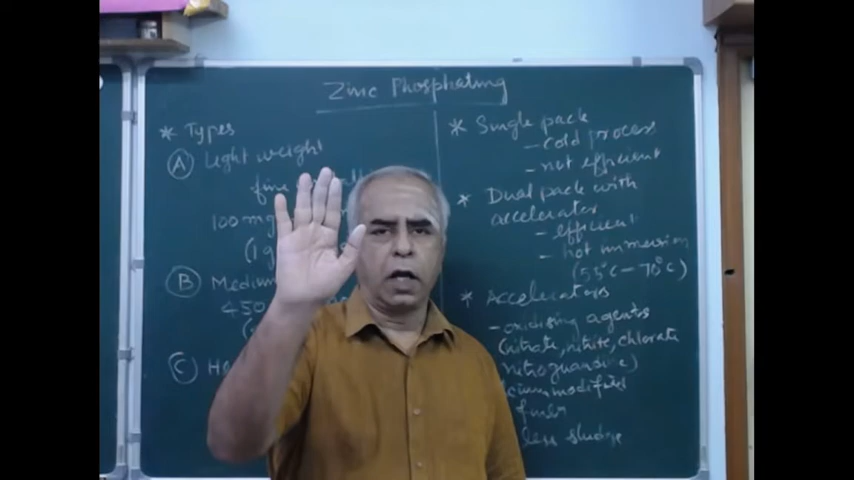 Zinc Phosphating
* Types
(A) Light weight
fine
100 mg
(1 g
(B) Medium
450
(C) He
* Single pack
- cold process
- not efficient
* Dual pack with
accelerator
- efficient
- hot immersion
(55°C - 70°C)
* Accelerators
- oxidising agents
(nitrate, nitrite, chlorate
nitroguanidine)
modified
finer
less sludge